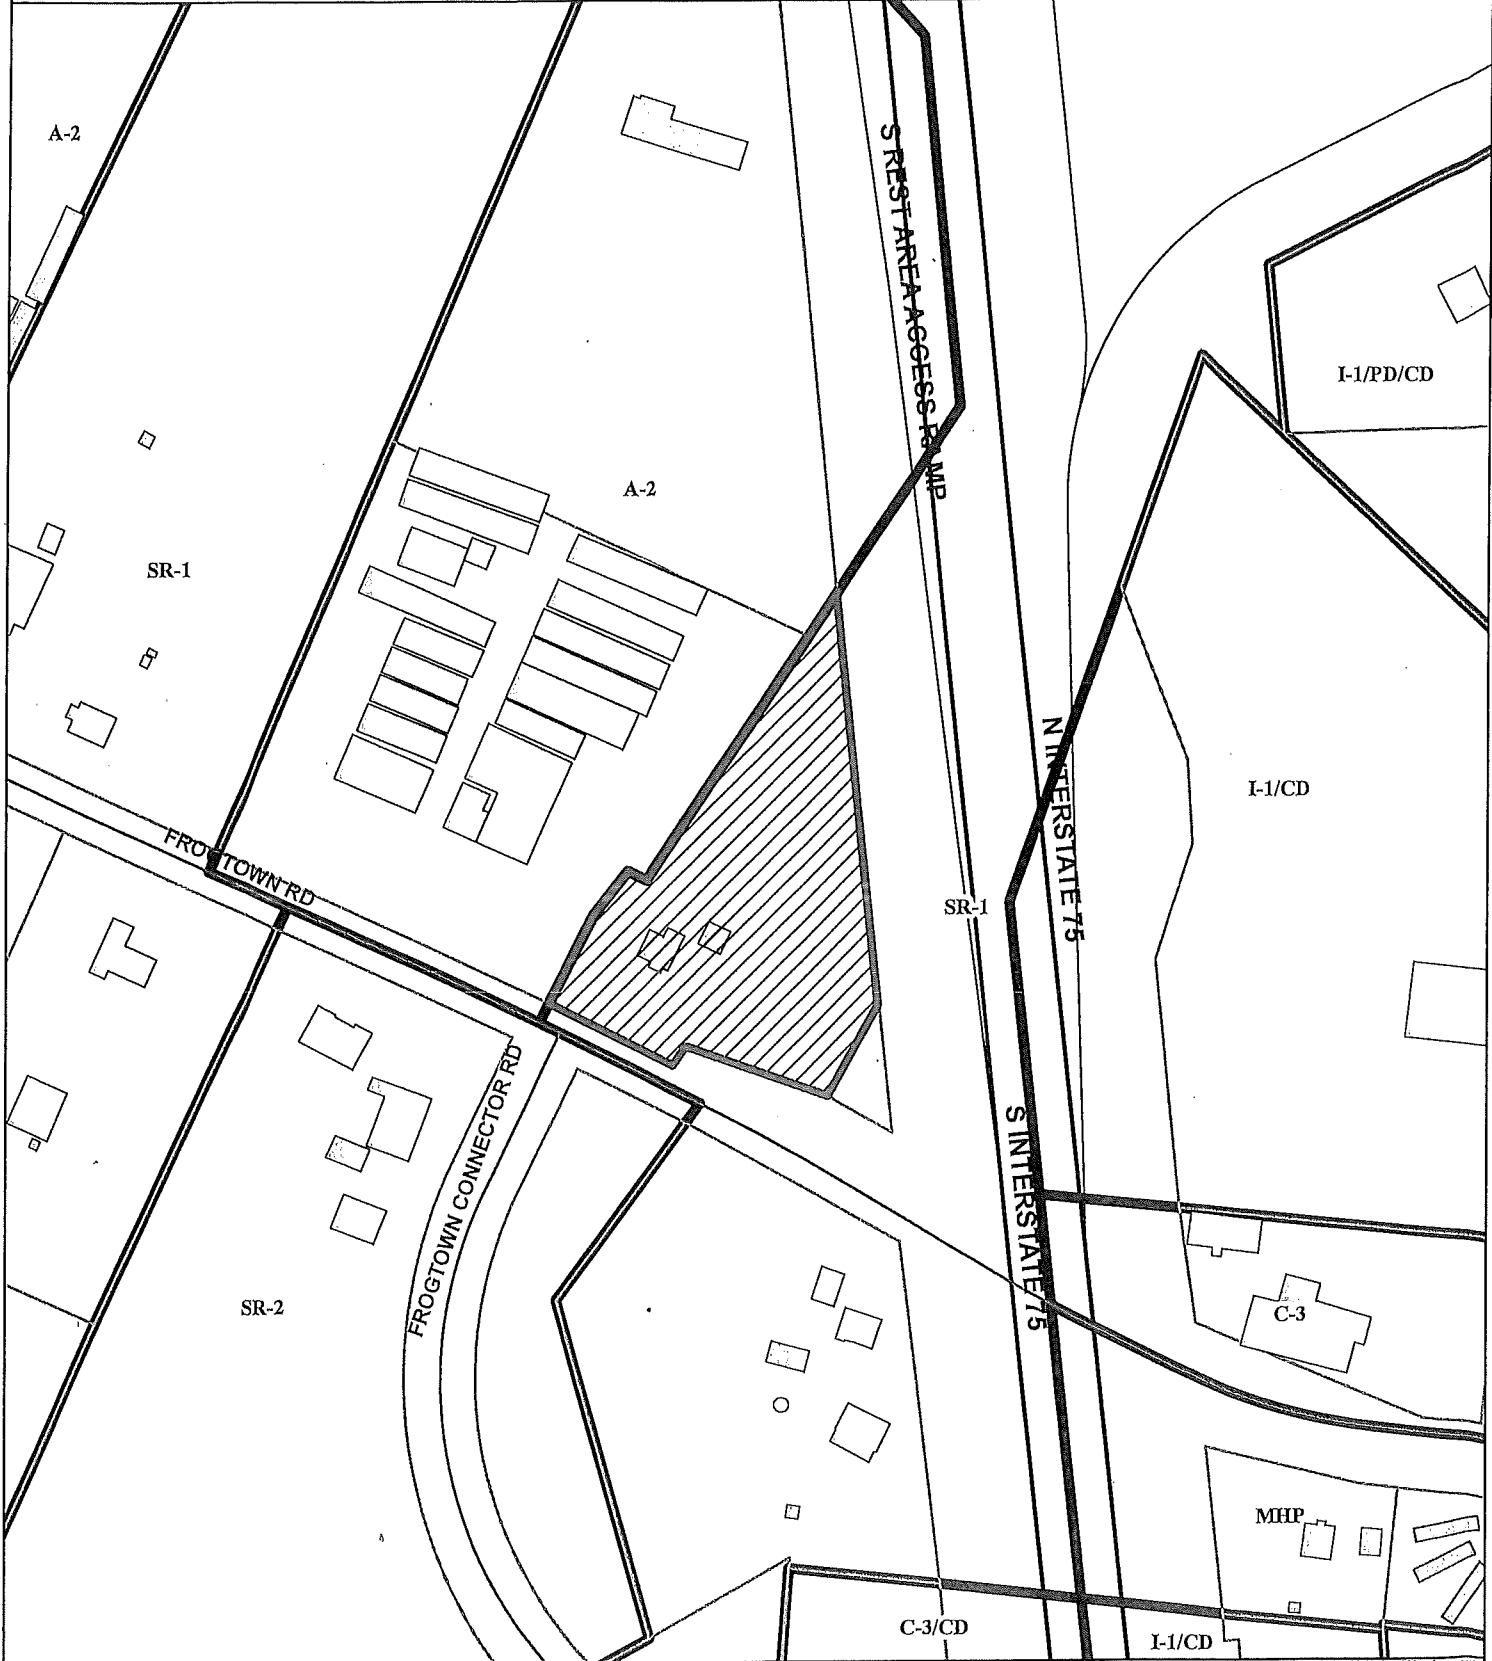 A-2
S REST AREA ACCESS RAMP
I-1/PD/CD
A-2
SR-1
N INTERSTATE 75
I-1/CD
FROGTOWN RD
SR-1
FROGTOWN CONNECTOR RD
S INTERSTATE 75
SR-2
C-3
MHP
C-3/CD
I-1/CD